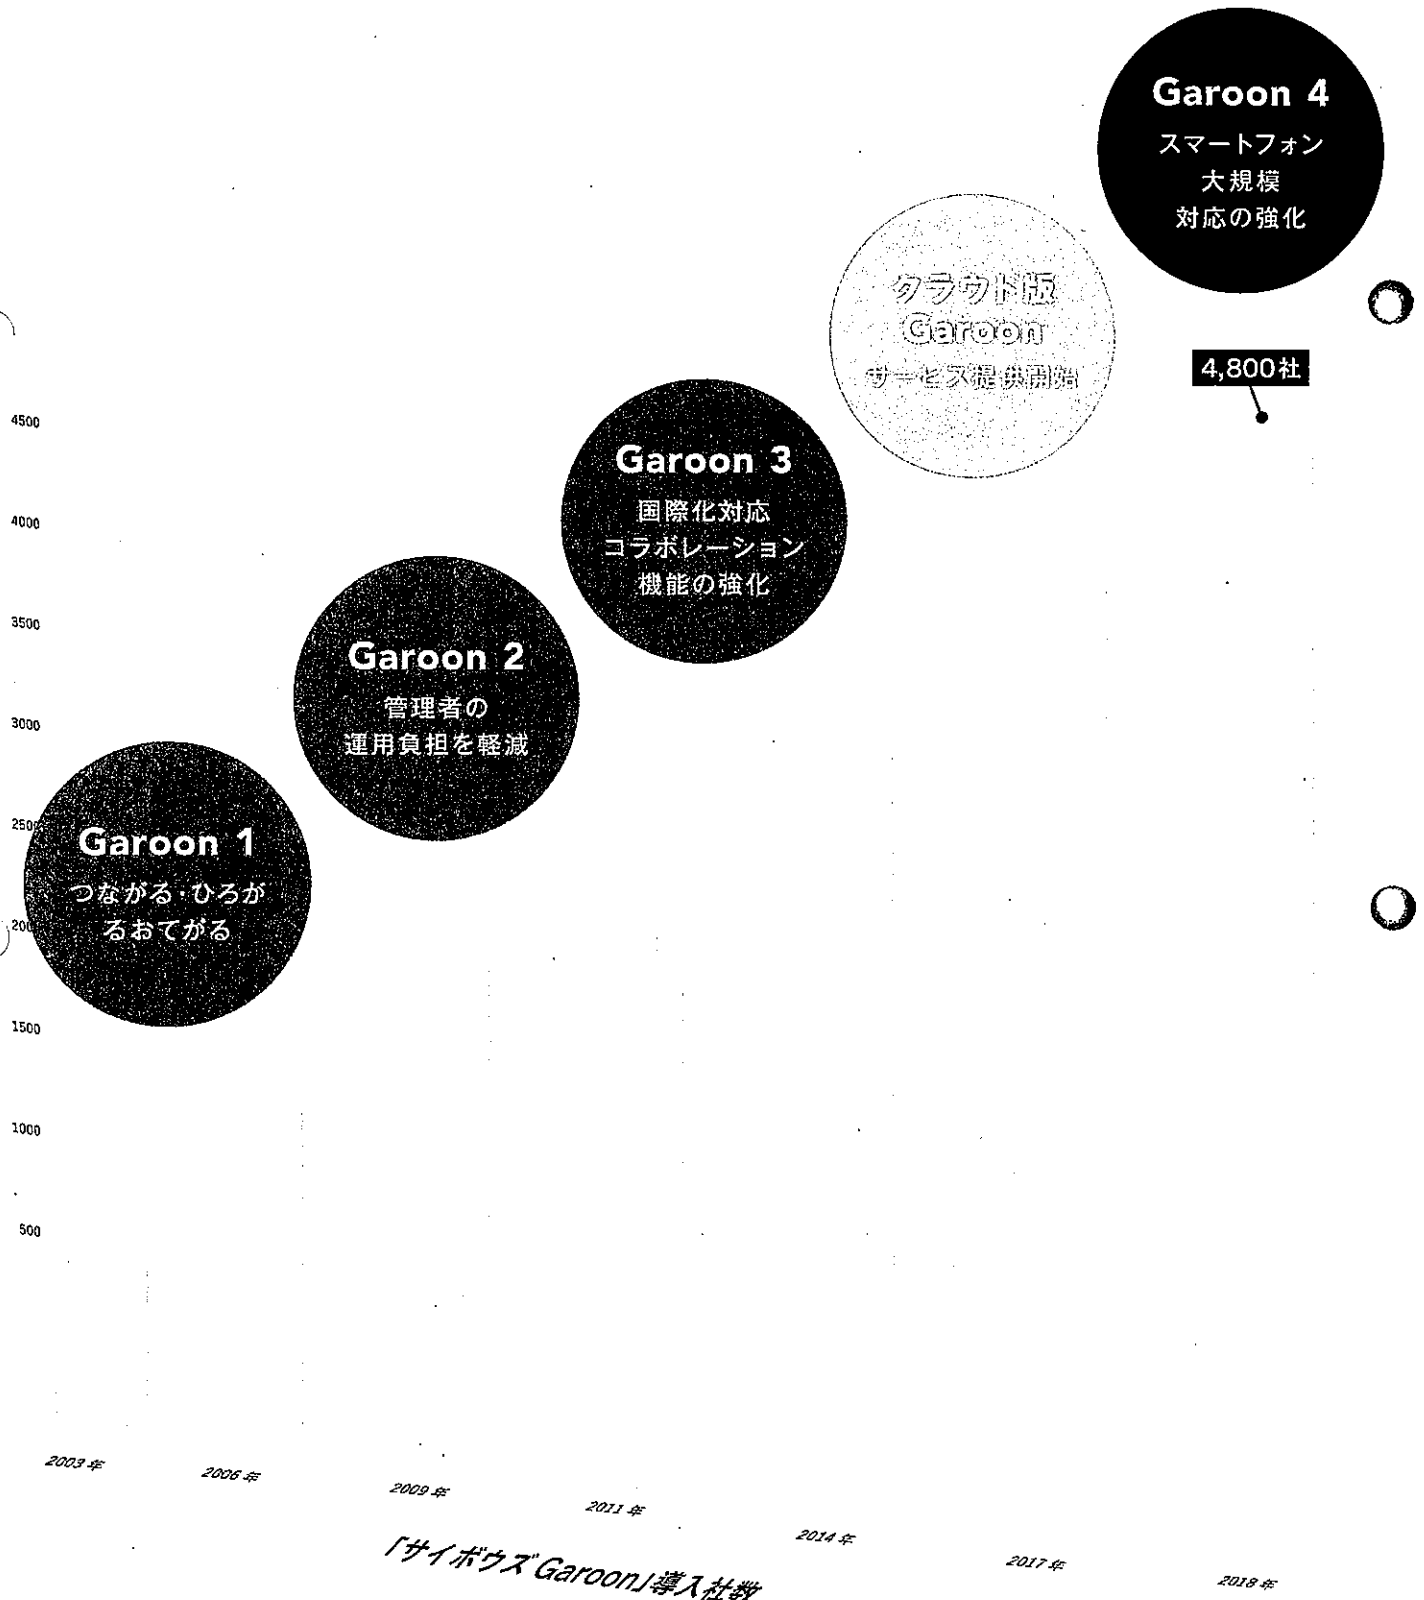 Garoon 4
スマートフォン
大規模
対応の強化
クラウド版
Garoon
サービス提供開始
4,800社
Garoon 3
国際化対応
コラボレーション
機能の強化
Garoon 2
管理者の
運用負担を軽減
Garoon 1
つながる・ひろが
るおてがる
4500
4000
3500
3000
2500
200
1500
1000
500
2003年
2006年
2009年
2011年
2014年
2017年
2018年
「サイボウズ Garoon」導入社数